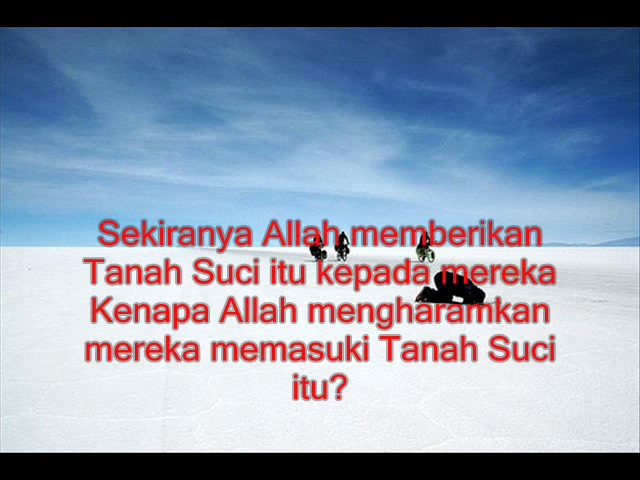 Sekiranya Allah memberikan
Tanah Suci itu kepada mereka
Kenapa Allah mengharamkan
mereka memasuki Tanah Suci
itu?